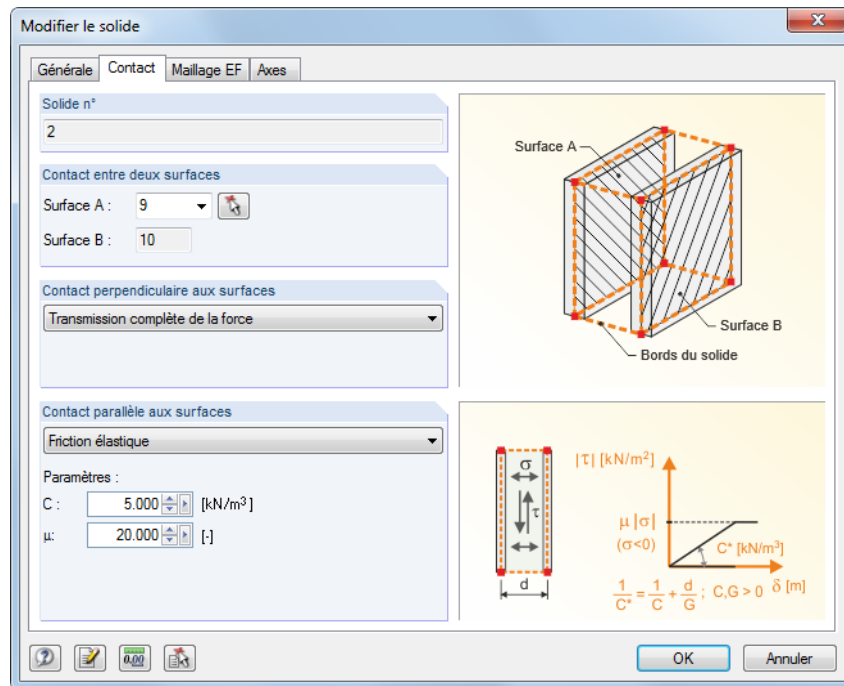 Modifier le solide
Générale Contact Maillage EF Axes
Solide n°
2
Contact entre deux surfaces
Surface A : 9
Surface B : 10
Contact perpendiculaire aux surfaces
Transmission complète de la force
Contact parallèle aux surfaces
Friction élastique
Paramètres :
C : 5.000 [kN/m³]
μ: 20.000 [-]
Surface A
Surface B
Bords du solide
σ
τ
d
|τ| [kN/m²]
μ |σ|
(σ<0)
C* [kN/m³]
δ [m]
1/C* = 1/C + d/G ; C,G > 0
0.00
OK Annuler